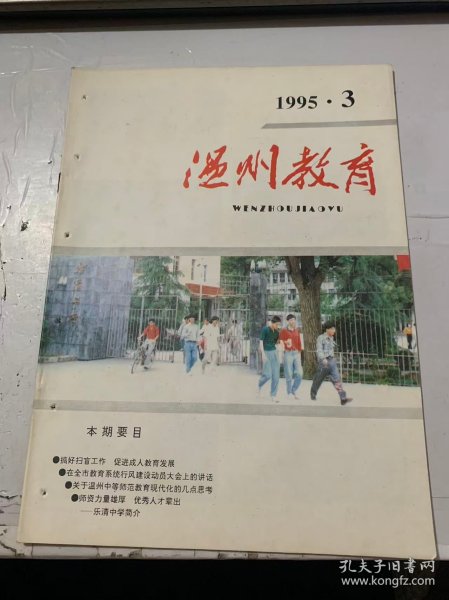 1995·3
温州教育
WENZHOUJIAOYU
本期要目
●搞好扫盲工作 促进成人教育发展
●在全市教育系统行风建设动员大会上的讲话
●关于温州中等师范教育现代化的几点思考
●师资力量雄厚 优秀人才辈出
——乐清中学简介
孔夫子旧书网
www.kongfz.com